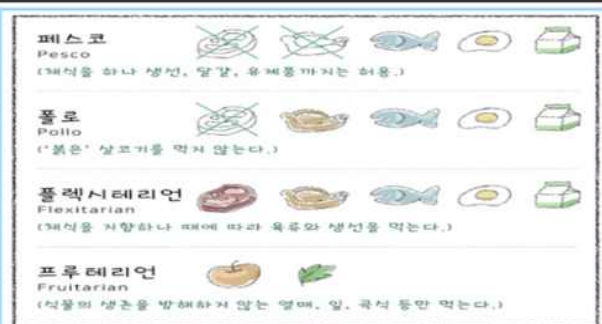 페스코
Pesco
(채식을 하나 생선, 달걀, 유제품까지는 허용.)
폴로
Pollo
('붉은' 살코기를 먹지 않는다.)
플렉시테리언
Flexitarian
(채식을 지향하나 때에 따라 육류와 생선을 먹는다.)
프루테리언
Fruitarian
(식물의 생존을 방해하지 않는 열매, 잎, 곡식 등만 먹는다.)